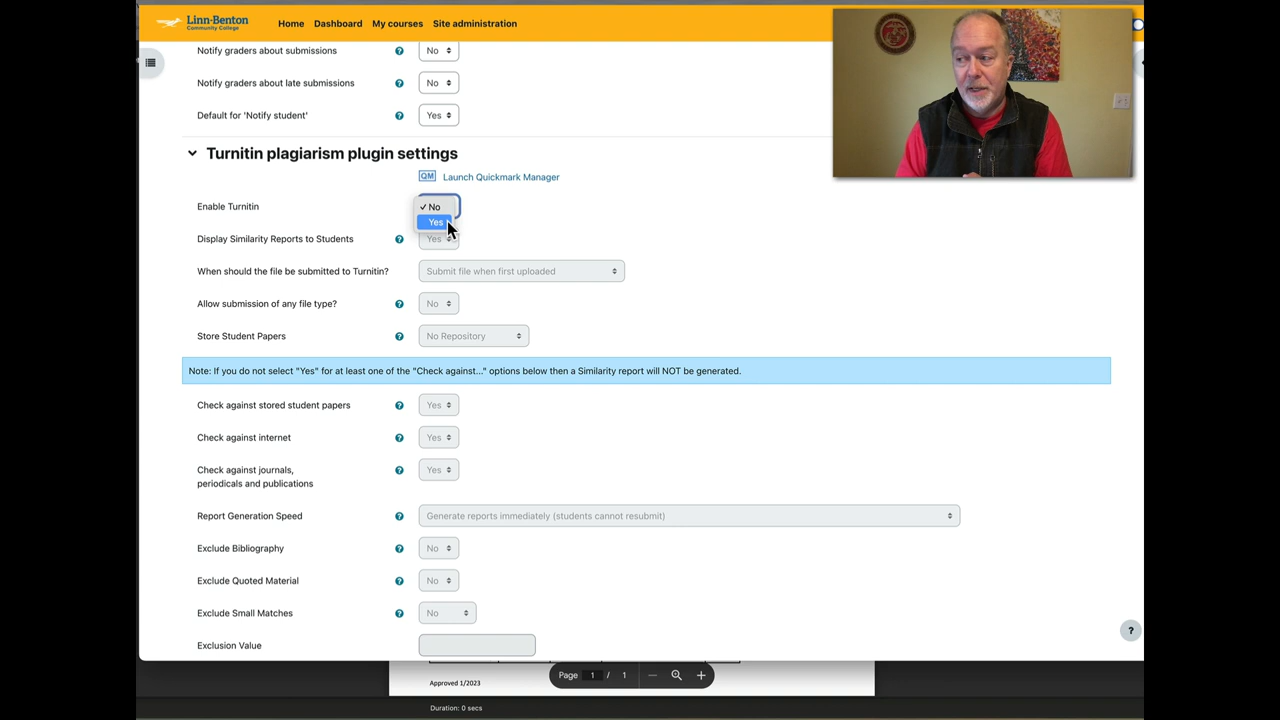 Linn-Benton
Community College
Home Dashboard My courses Site administration
Notify graders about submissions ? No
Notify graders about late submissions ? No
Default for 'Notify student' ? Yes
Turnitin plagiarism plugin settings
QM Launch Quickmark Manager
Enable Turnitin ✓ No
Yes
Display Similarity Reports to Students ? Yes
When should the file be submitted to Turnitin? Submit file when first uploaded
Allow submission of any file type? ? No
Store Student Papers ? No Repository
Note: If you do not select "Yes" for at least one of the "Check against..." options below then a Similarity report will NOT be generated.
Check against stored student papers ? Yes
Check against internet ? Yes
Check against journals, ? Yes
periodicals and publications
Report Generation Speed ? Generate reports immediately (students cannot resubmit)
Exclude Bibliography ? No
Exclude Quoted Material ? No
Exclude Small Matches ? No
Exclusion Value
?
Page 1 / 1
Approved 1/2023
Duration: 0 secs